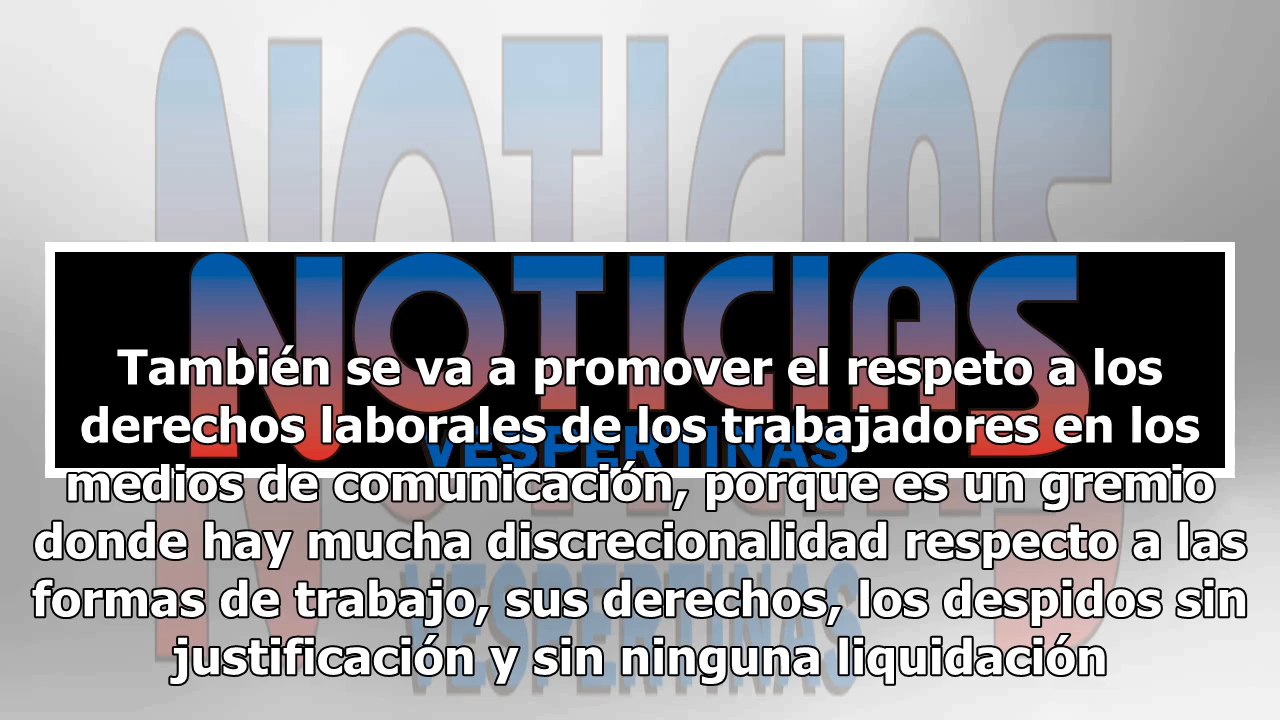 NOTICIAS
NOTICIAS
VESPERTINAS
También se va a promover el respeto a los
derechos laborales de los trabajadores en los
medios de comunicación, porque es un gremio
donde hay mucha discrecionalidad respecto a las
formas de trabajo, sus derechos, los despidos sin
justificación y sin ninguna liquidación
VESPERTINAS